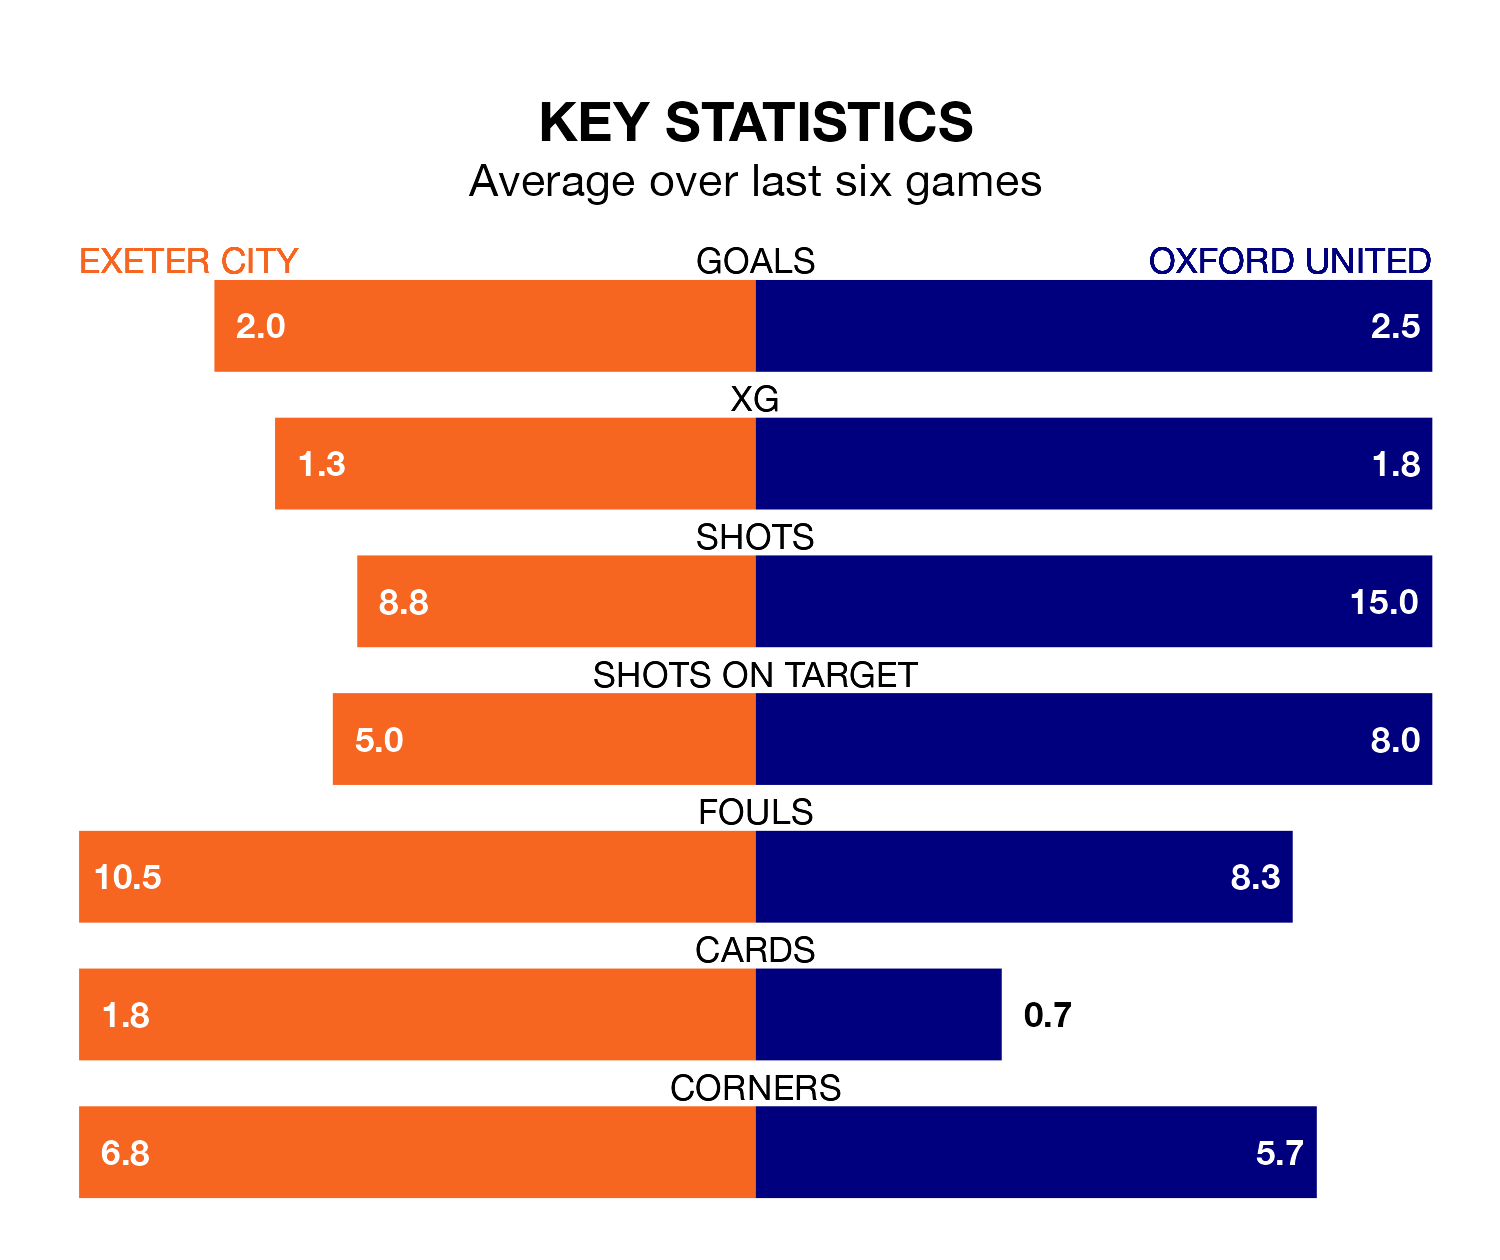 KEY STATISTICS
Average over last six games
EXETER CITY GOALS OXFORD UNITED
2.0 2.5
XG
1.3 1.8
SHOTS
8.8 15.0
SHOTS ON TARGET
5.0 8.0
FOULS
10.5 8.3
CARDS
1.8 0.7
CORNERS
6.8 5.7